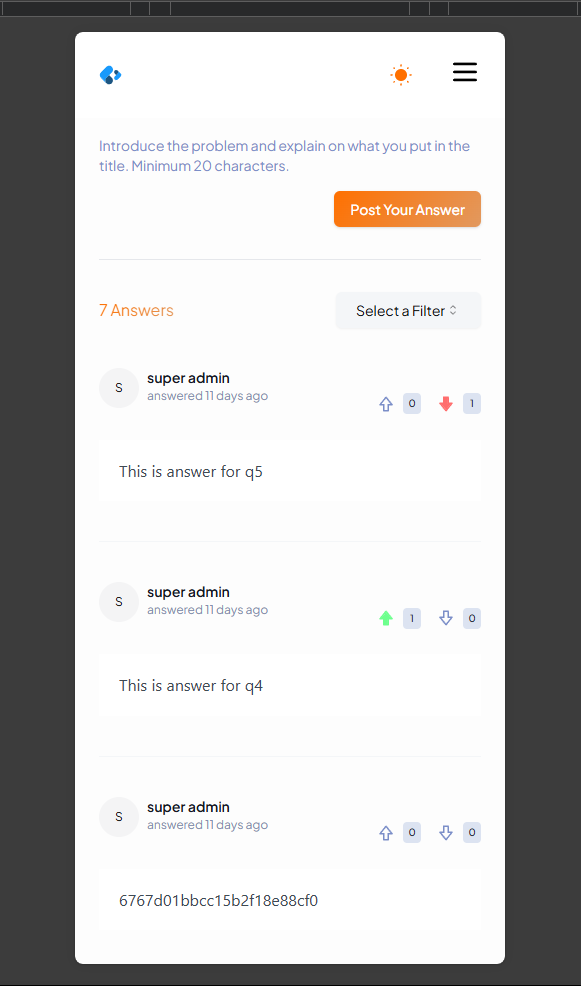 Introduce the problem and explain on what you put in the
title. Minimum 20 characters.
Post Your Answer
7 Answers
Select a Filter
S
super admin
answered 11 days ago
0
1
This is answer for q5
S
super admin
answered 11 days ago
1
0
This is answer for q4
S
super admin
answered 11 days ago
0
0
6767d01bbcc15b2f18e88cf0